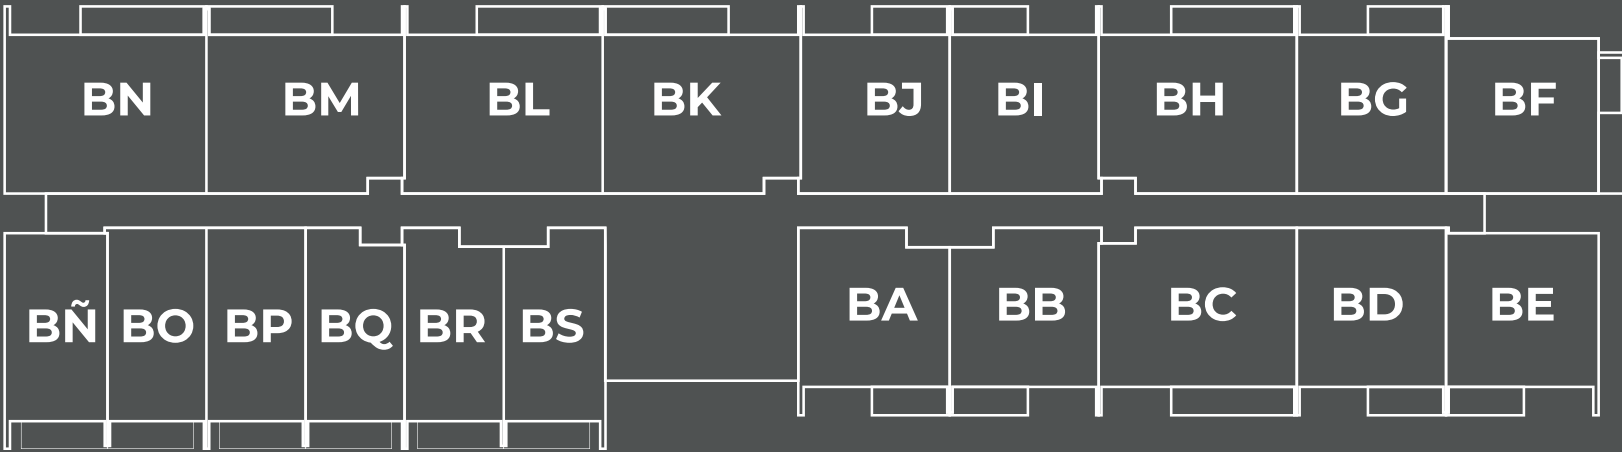 BN BM BL BK BJ BI BH BG BF
BÑ BO BP BQ BR BS BA BB BC BD BE